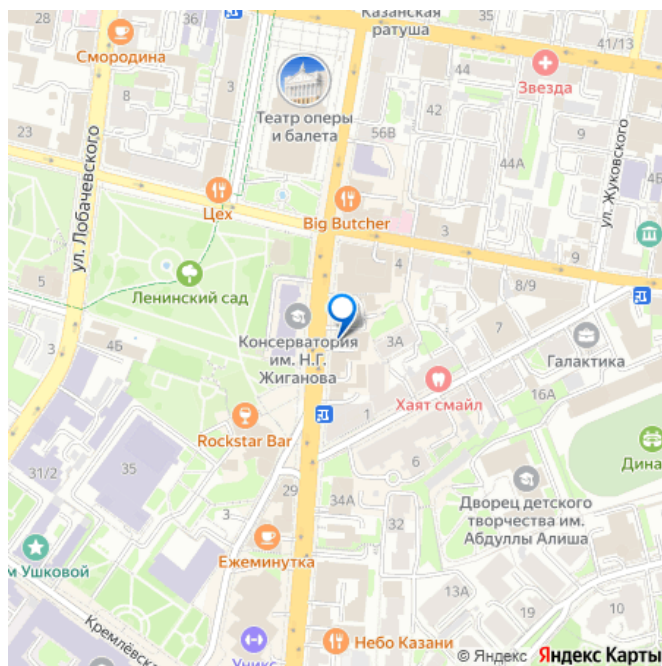 28
35
Казанская
ратуша
35
41/13
Смородина
3
44
Звезда
8
Театр оперы
и балета
42
23
56В
9
44А
4Б
ул. Лобачевского
ул. Жуковского
Цех
Big Butcher
3
3
9
4
5
Ленинский сад
8/9
Консерватория
им. Н.Г.
Жиганова
3А
7
Галактика
4Б
Хаят смайл
16А
1
Rockstar Bar
31/2
35
6
Дина
29
Дворец детского
творчества им.
Абдуллы Алиша
34А
3
32
Ежеминутка
м Ушковой
13А
10
19
Кремлёвская
Уникс
Небо Казани
© Яндекс Яндекс Карты